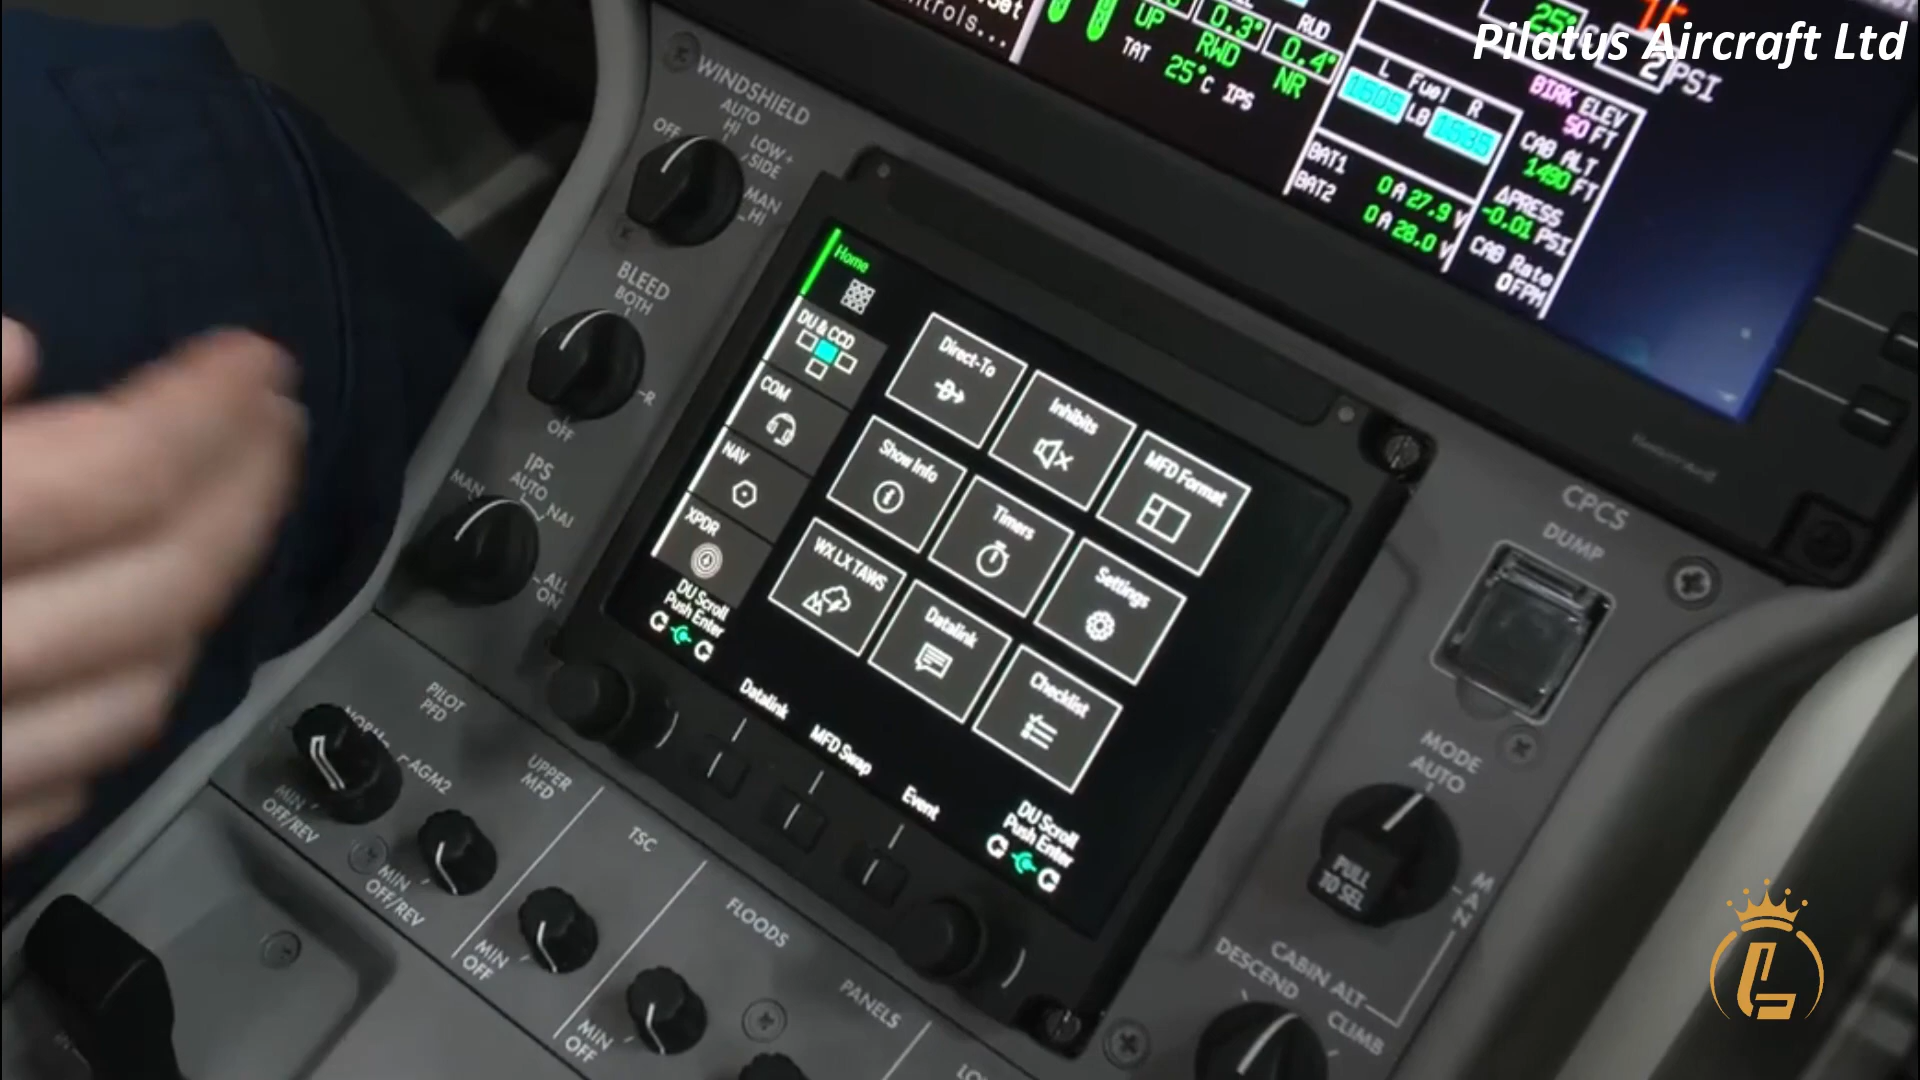 Pilatus Aircraft Ltd
RUD
0.3°
0.4°
UP
RWD
NR
TAT
25°C
IPS
25°
2 PSI
L Fuel R
LB
BAT1
0 A 27.9 V
BAT2
0 A 28.0 V
BIRK ELEV
50 FT
CAB ALT
1490 FT
ΔPRESS
-0.01 PSI
CAB Rate
0 FPM
WINDSHIELD
AUTO
HI
OFF
LOW+
SIDE
MAN
HI
BLEED
BOTH
R
OFF
IPS
AUTO
MAN
NAI
ALL
ON
Home
DU & CCD
COM
NAV
XPDR
DU Scroll
Push Enter
Direct-To
Inhibits
MFD Format
Show Info
Timers
Settings
WX LX TAWS
Datalink
Checklist
Datalink
MFD Swap
Event
DU Scroll
Push Enter
CPCS
DUMP
MODE
AUTO
PULL
TO SEL
MAN
CABIN ALT
DESCEND
CLIMB
PILOT
PFD
NORM
AGM2
MIN
OFF/REV
UPPER
MFD
MIN
OFF/REV
TSC
MIN
OFF
FLOODS
MIN
OFF
PANELS